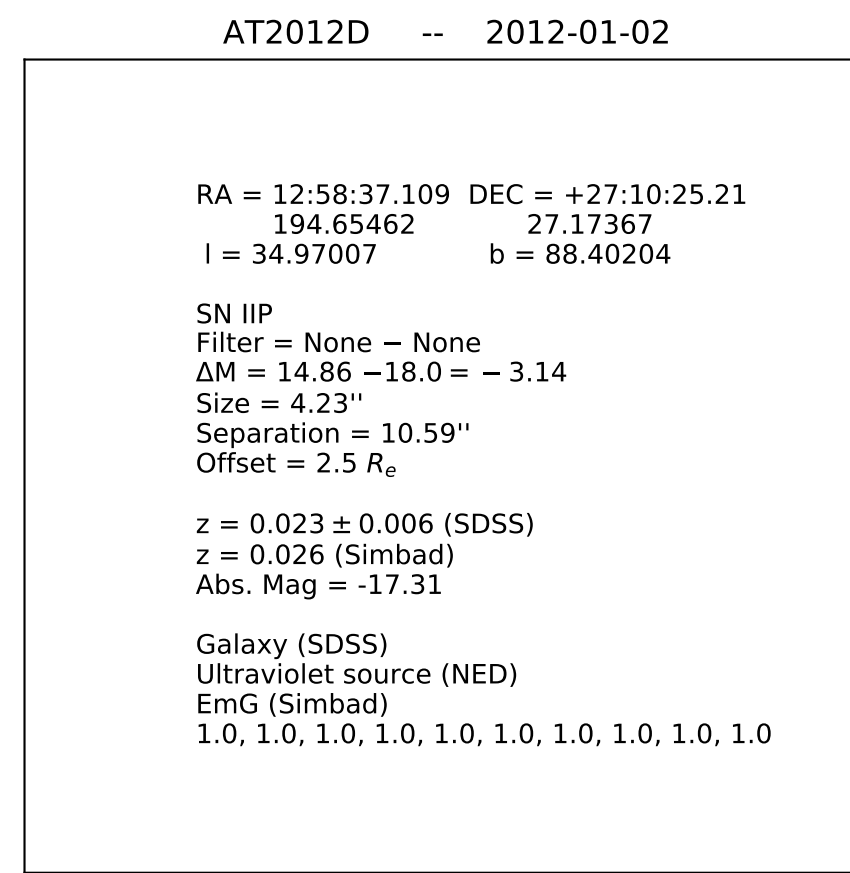 AT2012D -- 2012-01-02
RA = 12:58:37.109 DEC = +27:10:25.21
194.65462 27.17367
l = 34.97007 b = 88.40204
SN IIP
Filter = None − None
ΔM = 14.86 −18.0 = − 3.14
Size = 4.23''
Separation = 10.59''
Offset = 2.5 Rₑ
z = 0.023 ± 0.006 (SDSS)
z = 0.026 (Simbad)
Abs. Mag = -17.31
Galaxy (SDSS)
Ultraviolet source (NED)
EmG (Simbad)
1.0, 1.0, 1.0, 1.0, 1.0, 1.0, 1.0, 1.0, 1.0, 1.0